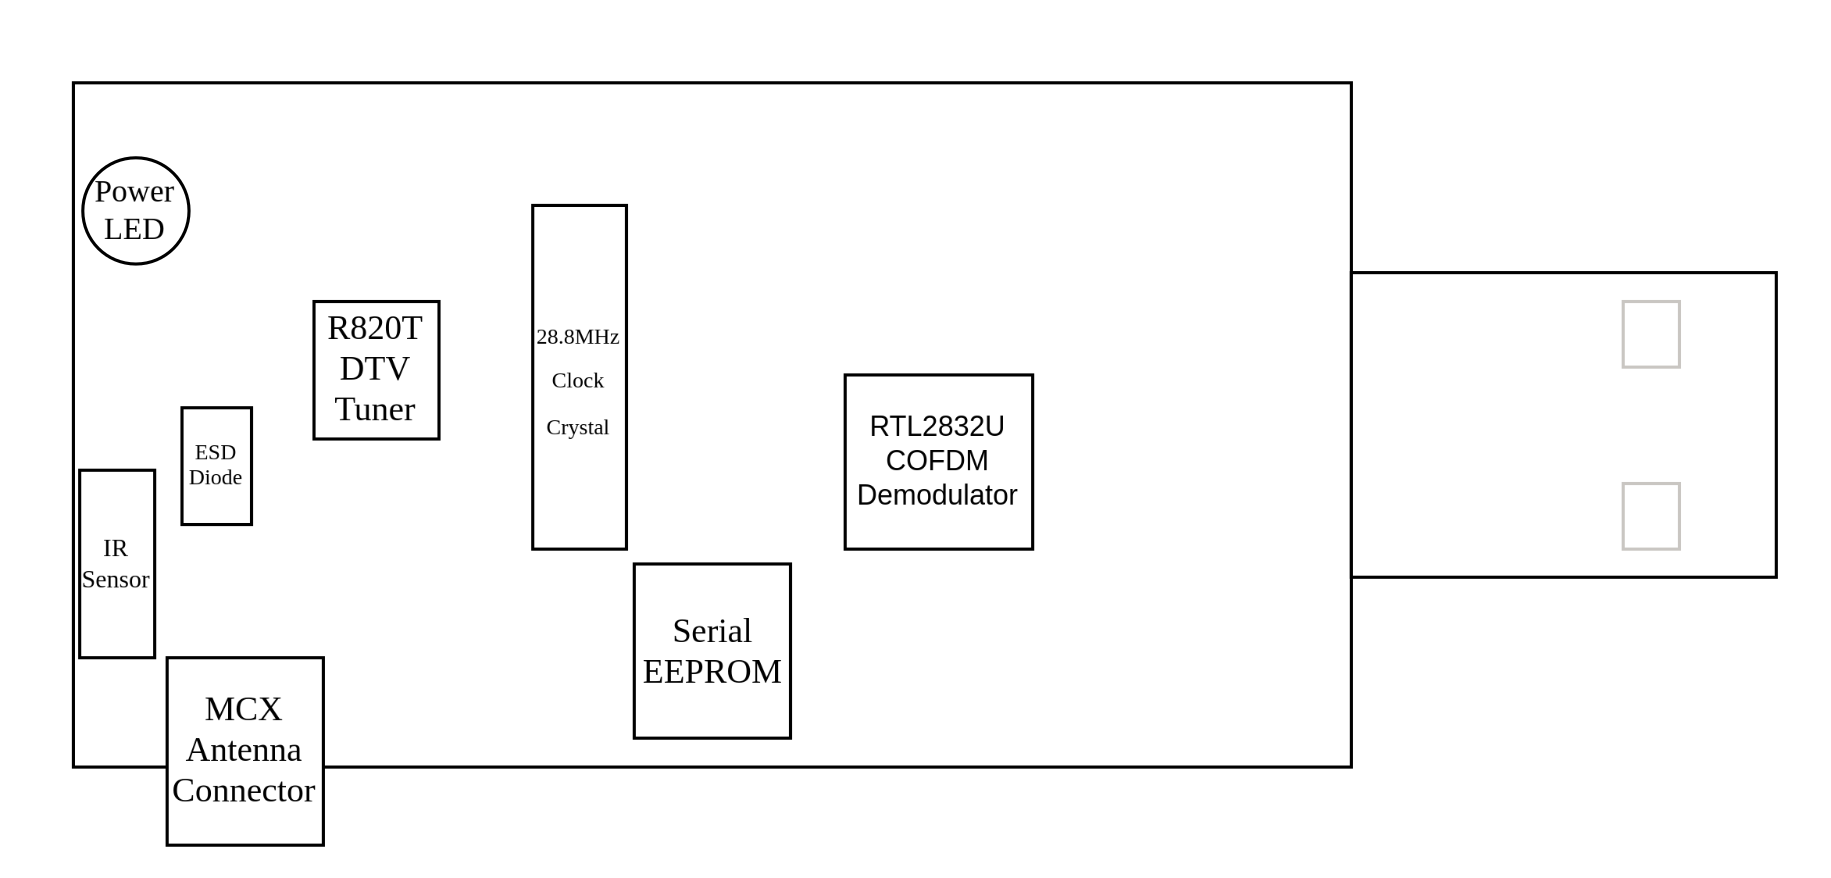 Power
LED
R820T
DTV
Tuner
28.8MHz
Clock
Crystal
ESD
Diode
RTL2832U
COFDM
Demodulator
IR
Sensor
Serial
EEPROM
MCX
Antenna
Connector